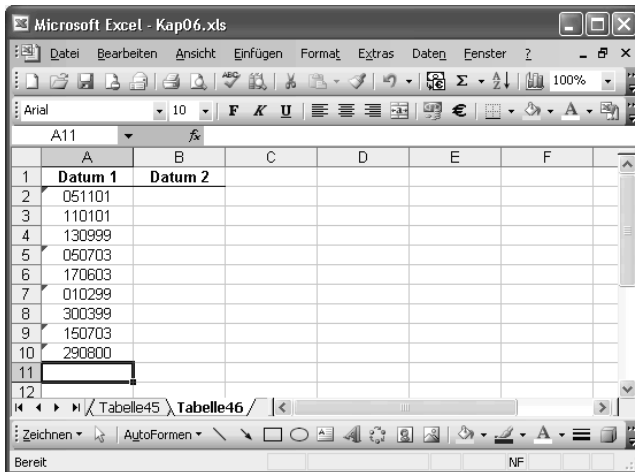 Microsoft Excel - Kap06.xls
Datei Bearbeiten Ansicht Einfügen Format Extras Daten Fenster ?
ABC Σ A Z 100%
Arial 10 F K U € A
A11 fx
A B C D E F
1 Datum 1 Datum 2
2 051101
3 110101
4 130999
5 050703
6 170603
7 010299
8 300399
9 150703
10 290800
11
12
Tabelle45 Tabelle46
Zeichnen AutoFormen A
Bereit NF